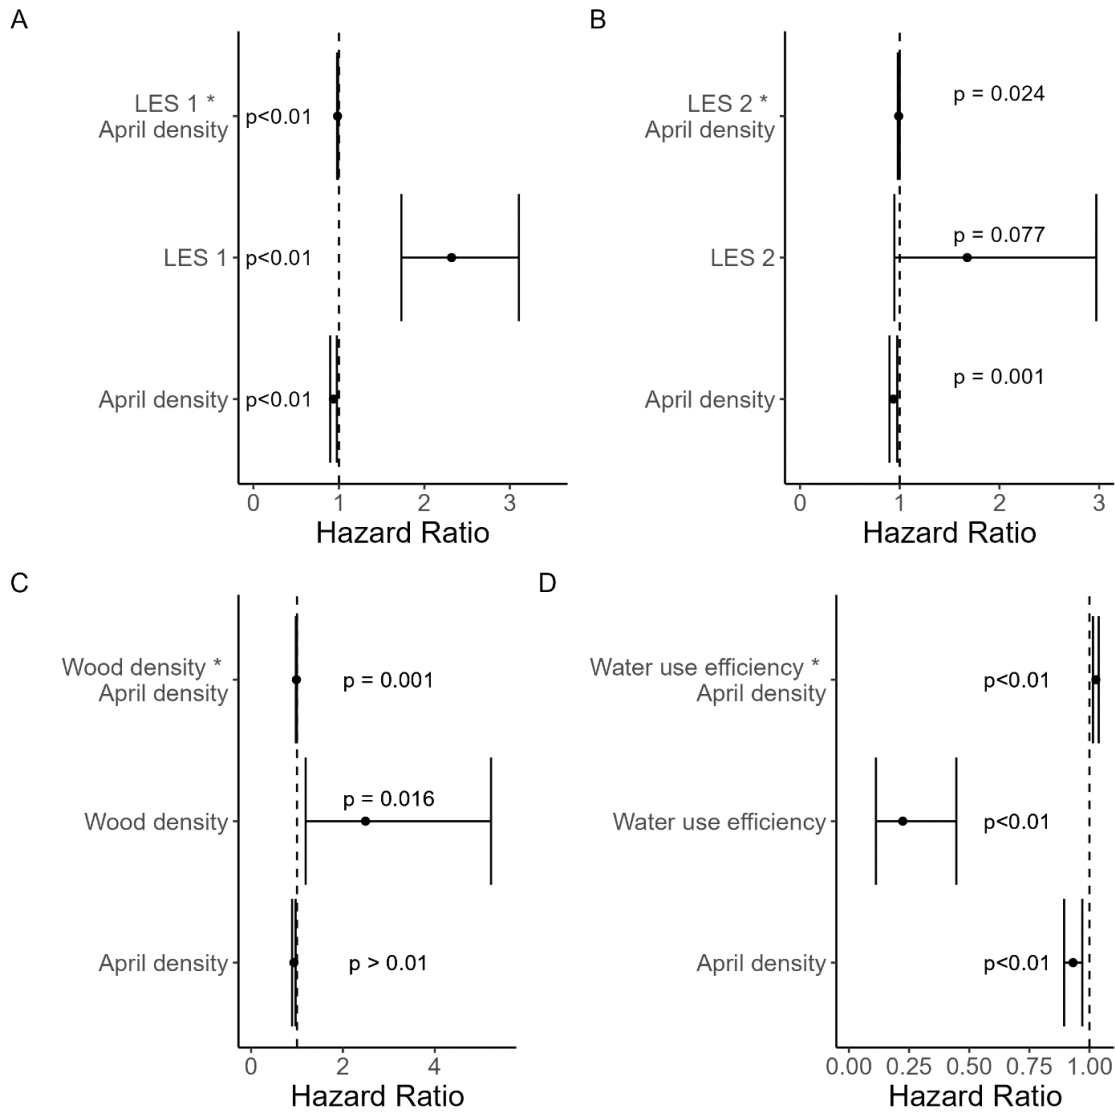 A
LES 1 *
April density
p<0.01
LES 1
p<0.01
April density
p<0.01
0 1 2 3
Hazard Ratio
B
LES 2 *
April density
p = 0.024
LES 2
p = 0.077
April density
p = 0.001
0 1 2 3
Hazard Ratio
C
Wood density *
April density
p = 0.001
Wood density
p = 0.016
April density
p > 0.01
0 2 4
Hazard Ratio
D
Water use efficiency *
April density
p<0.01
Water use efficiency
p<0.01
April density
p<0.01
0.00 0.25 0.50 0.75 1.00
Hazard Ratio